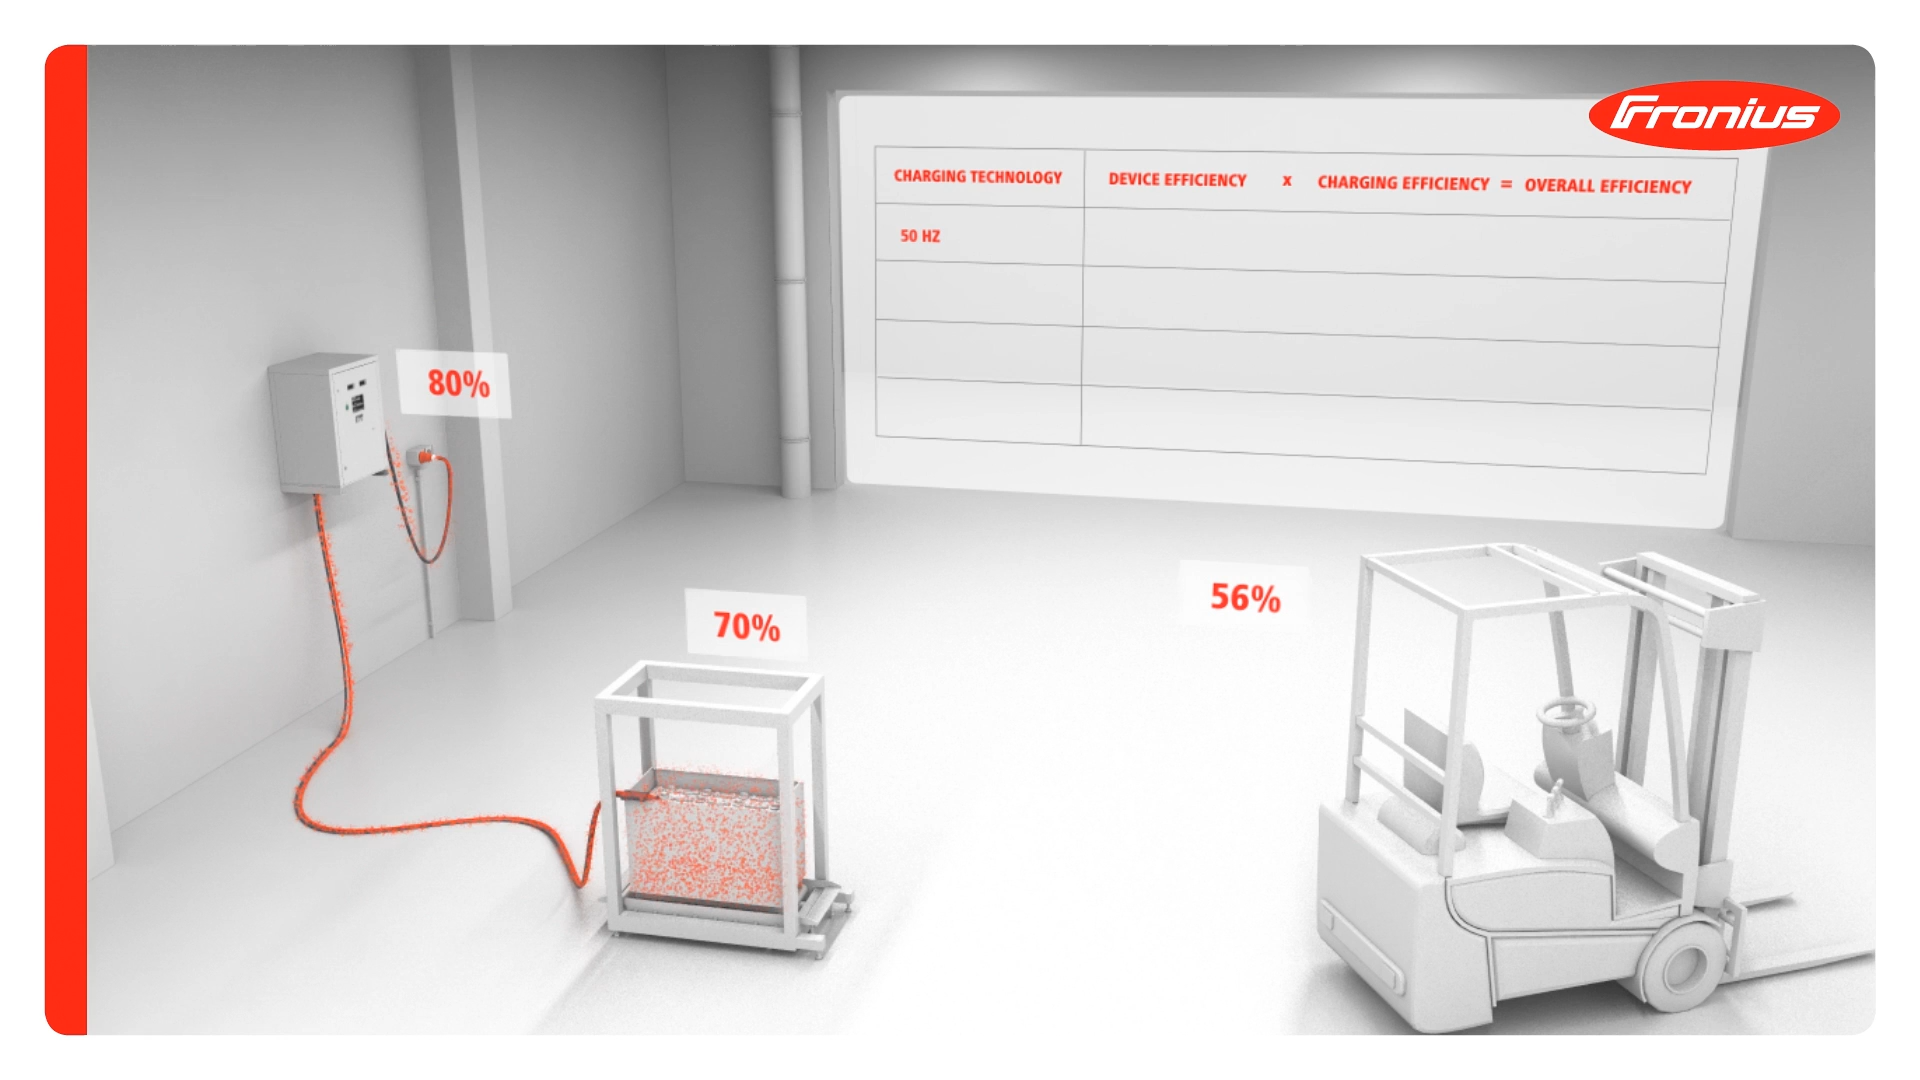 Fronius
CHARGING TECHNOLOGY DEVICE EFFICIENCY x CHARGING EFFICIENCY = OVERALL EFFICIENCY
50 HZ
80%
70%
56%